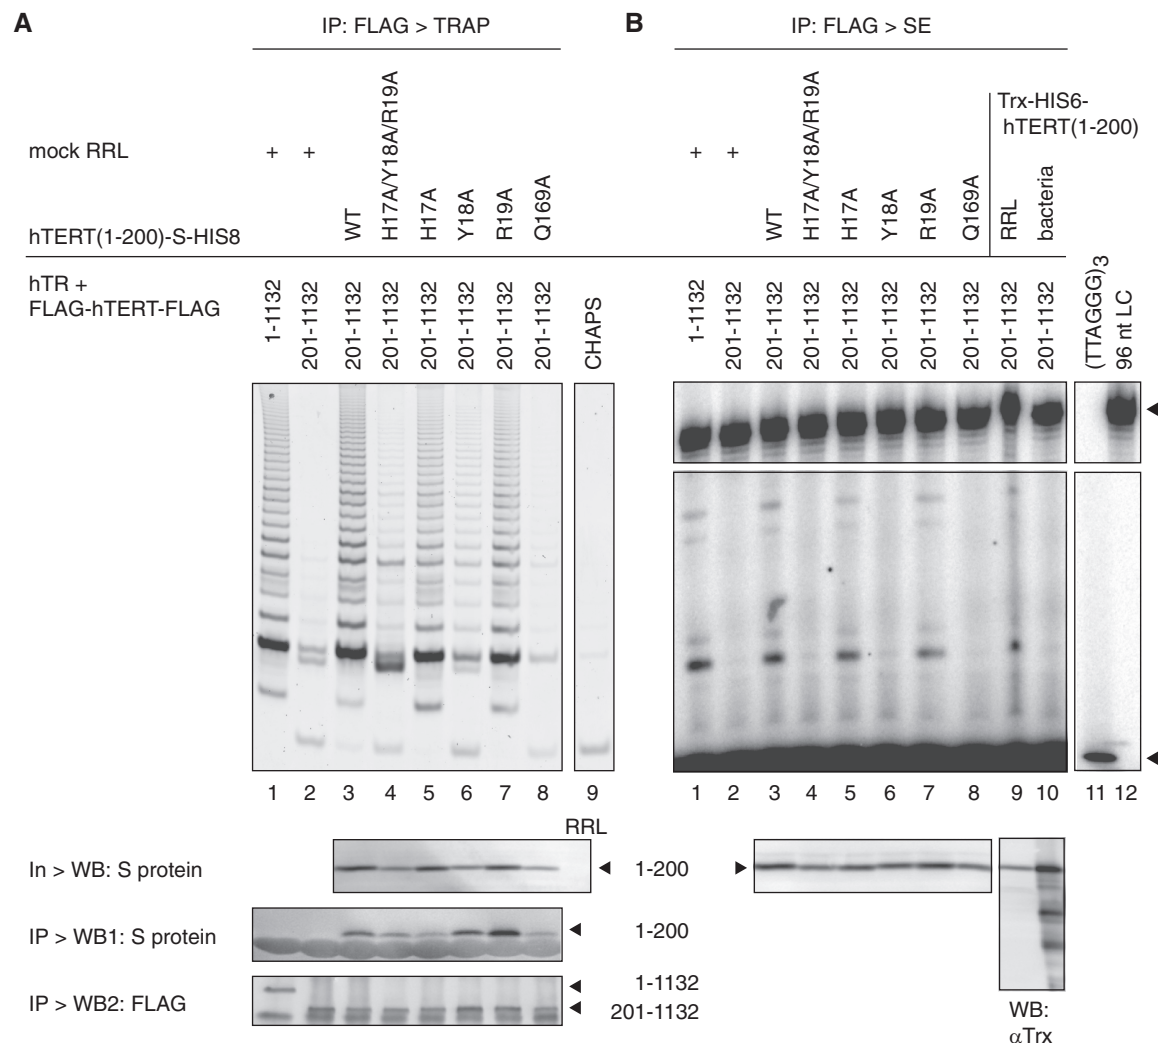 A
IP: FLAG > TRAP
B
IP: FLAG > SE
mock RRL
+ +
+ +
Trx-HIS6-
hTERT(1-200)
hTERT(1-200)-S-HIS8
WT
H17A/Y18A/R19A
H17A
Y18A
R19A
Q169A
WT
H17A/Y18A/R19A
H17A
Y18A
R19A
Q169A
RRL
bacteria
hTR +
FLAG-hTERT-FLAG
1-1132
201-1132
201-1132
201-1132
201-1132
201-1132
201-1132
201-1132
CHAPS
1-1132
201-1132
201-1132
201-1132
201-1132
201-1132
201-1132
201-1132
201-1132
201-1132
(TTAGGG)3
96 nt LC
1 2 3 4 5 6 7 8 9
1 2 3 4 5 6 7 8 9 10 11 12
RRL
In > WB: S protein
1-200
IP > WB1: S protein
1-200
IP > WB2: FLAG
1-1132
201-1132
WB:
αTrx